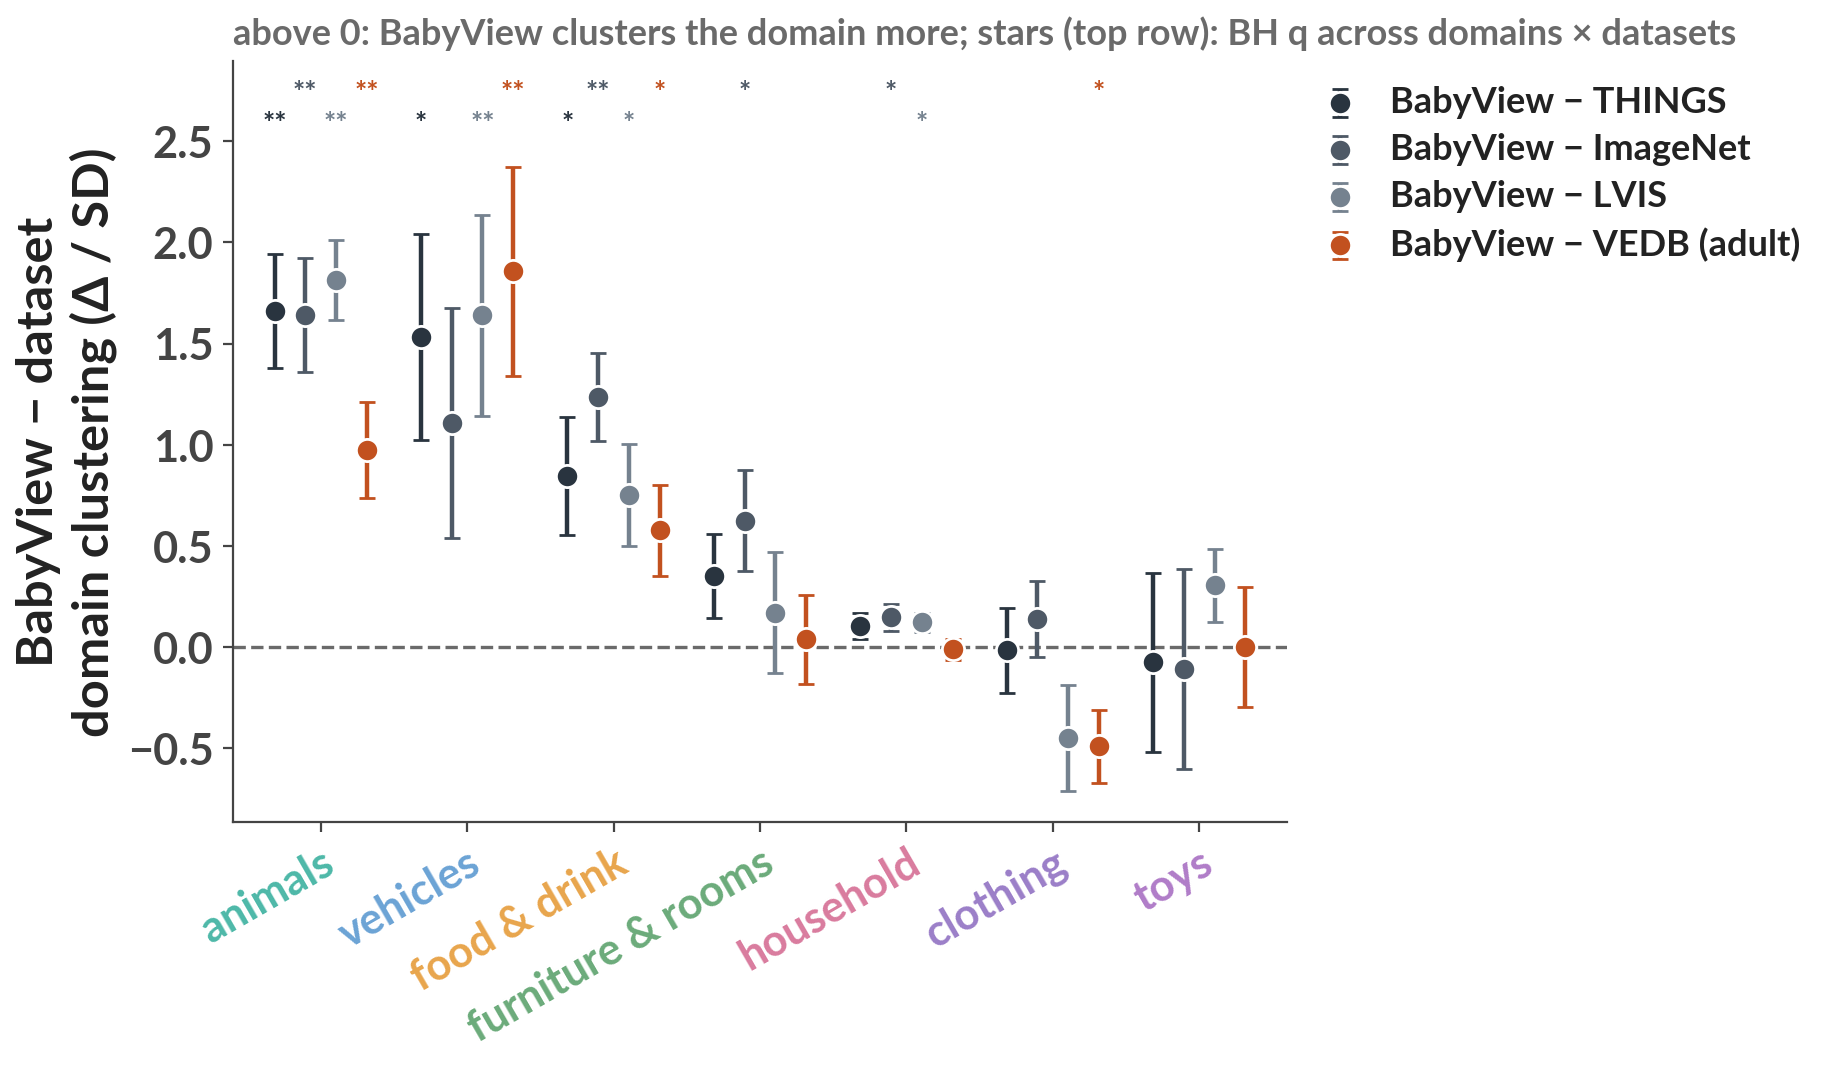 above 0: BabyView clusters the domain more; stars (top row): BH q across domains × datasets
** ** ** ** * ** ** * ** * * * * * *
BabyView − THINGS
BabyView − ImageNet
BabyView − LVIS
BabyView − VEDB (adult)
BabyView − dataset
domain clustering (Δ / SD)
2.5
2.0
1.5
1.0
0.5
0.0
−0.5
animals
vehicles
food & drink
furniture & rooms
household
clothing
toys